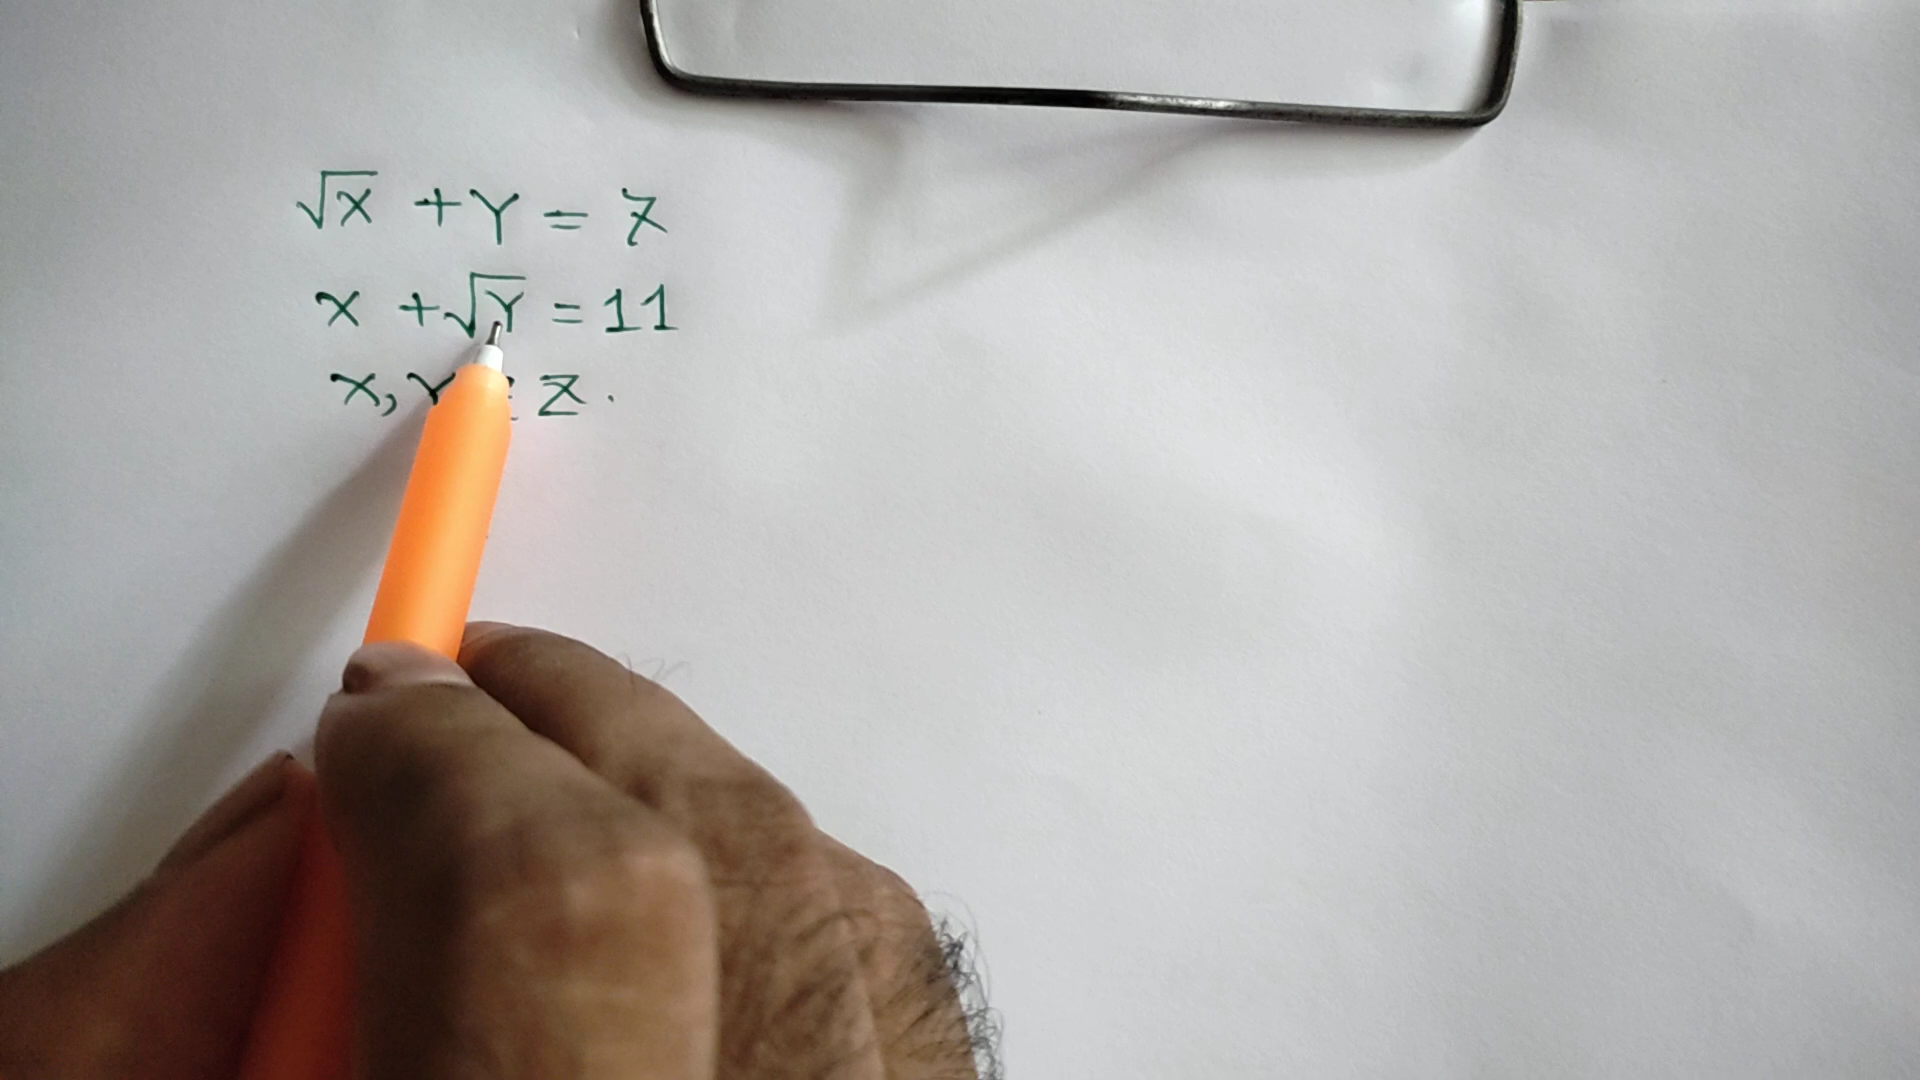 √x + Y = 7
x + √Y = 11
x, Y ∈ Z.